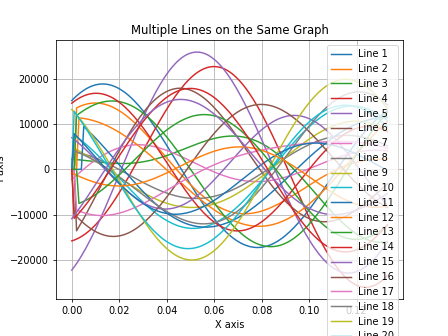 Multiple Lines on the Same Graph
20000
10000
0
−10000
−20000
0.00
0.02
0.04
0.06
0.08
0.10
X axis
Line 1
Line 2
Line 3
Line 4
Line 5
Line 6
Line 7
Line 8
Line 9
Line 10
Line 11
Line 12
Line 13
Line 14
Line 15
Line 16
Line 17
Line 18
Line 19